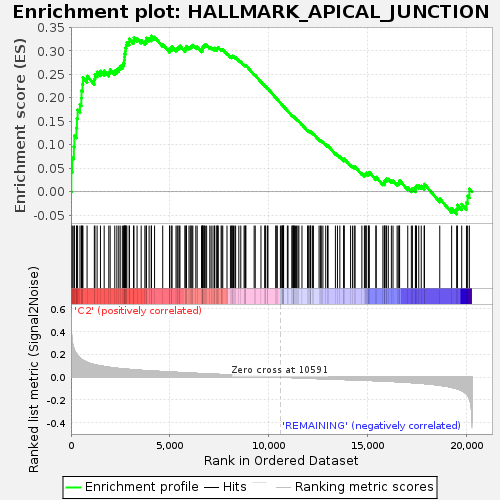 Enrichment plot: HALLMARK_APICAL_JUNCTION
Enrichment score (ES)
0.35
0.30
0.25
0.20
0.15
0.10
0.05
0.00
-0.05
'C2' (positively correlated)
Ranked list metric (Signal2Noise)
0.6
0.4
0.2
0.0
-0.2
-0.4
Zero cross at 10591
'REMAINING' (negatively correlated)
0
5,000
10,000
15,000
20,000
Rank in Ordered Dataset
Enrichment profile
Hits
Ranking metric scores